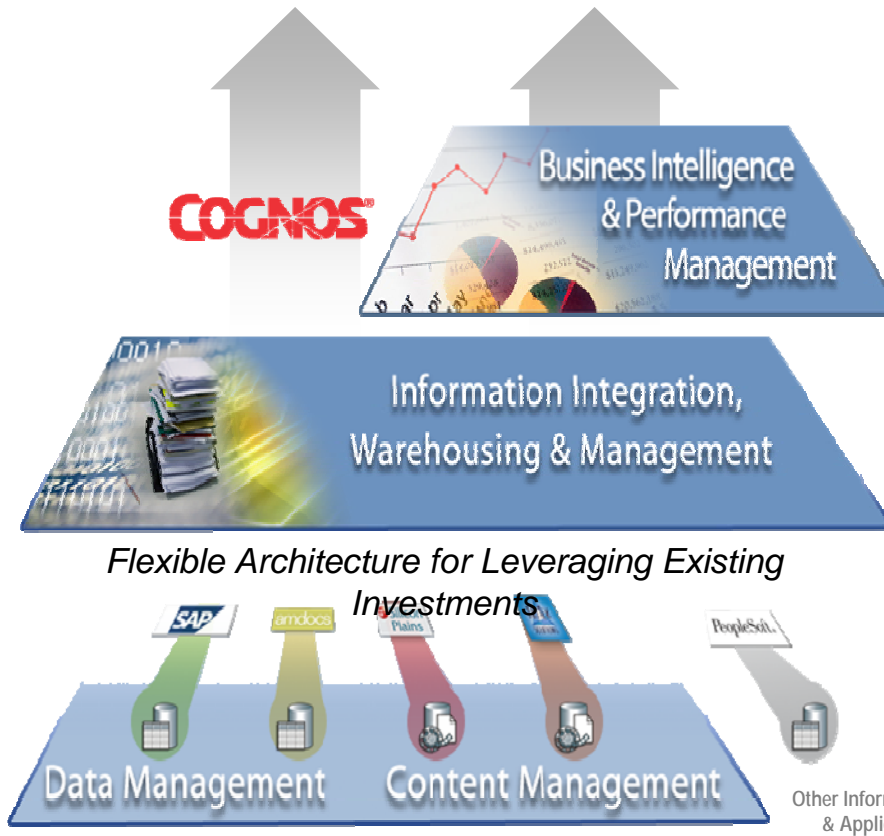 COGNOS®
Business Intelligence
& Performance
Management
Information Integration,
Warehousing & Management
Flexible Architecture for Leveraging Existing
Investments
SAP
amdocs
Plains
PeopleSoft.
Data Management
Content Management
Other Infor
& Appli